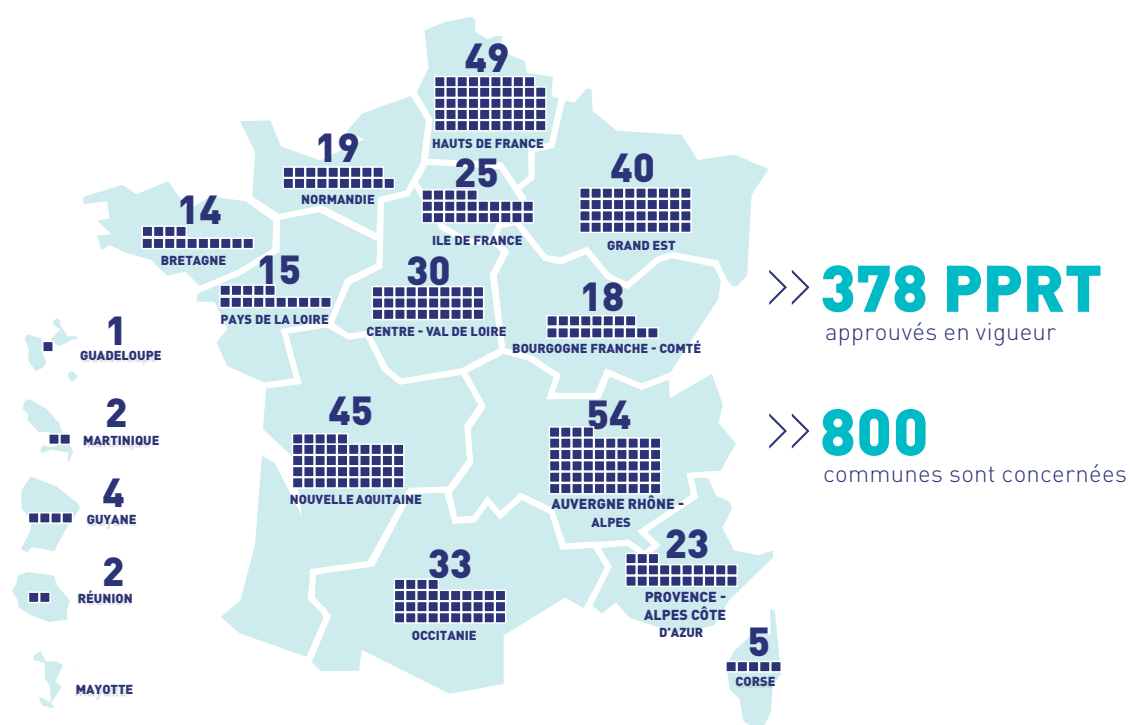 49
HAUTS DE FRANCE
19
NORMANDIE
25
ILE DE FRANCE
40
GRAND EST
14
BRETAGNE
15
PAYS DE LA LOIRE
30
CENTRE - VAL DE LOIRE
18
BOURGOGNE FRANCHE - COMTÉ
378 PPRT
approuvés en vigueur
1
GUADELOUPE
2
MARTINIQUE
4
GUYANE
2
RÉUNION
MAYOTTE
45
NOUVELLE AQUITAINE
54
AUVERGNE RHÔNE -
ALPES
800
communes sont concernées
33
OCCITANIE
23
PROVENCE -
ALPES CÔTE
D'AZUR
5
CORSE